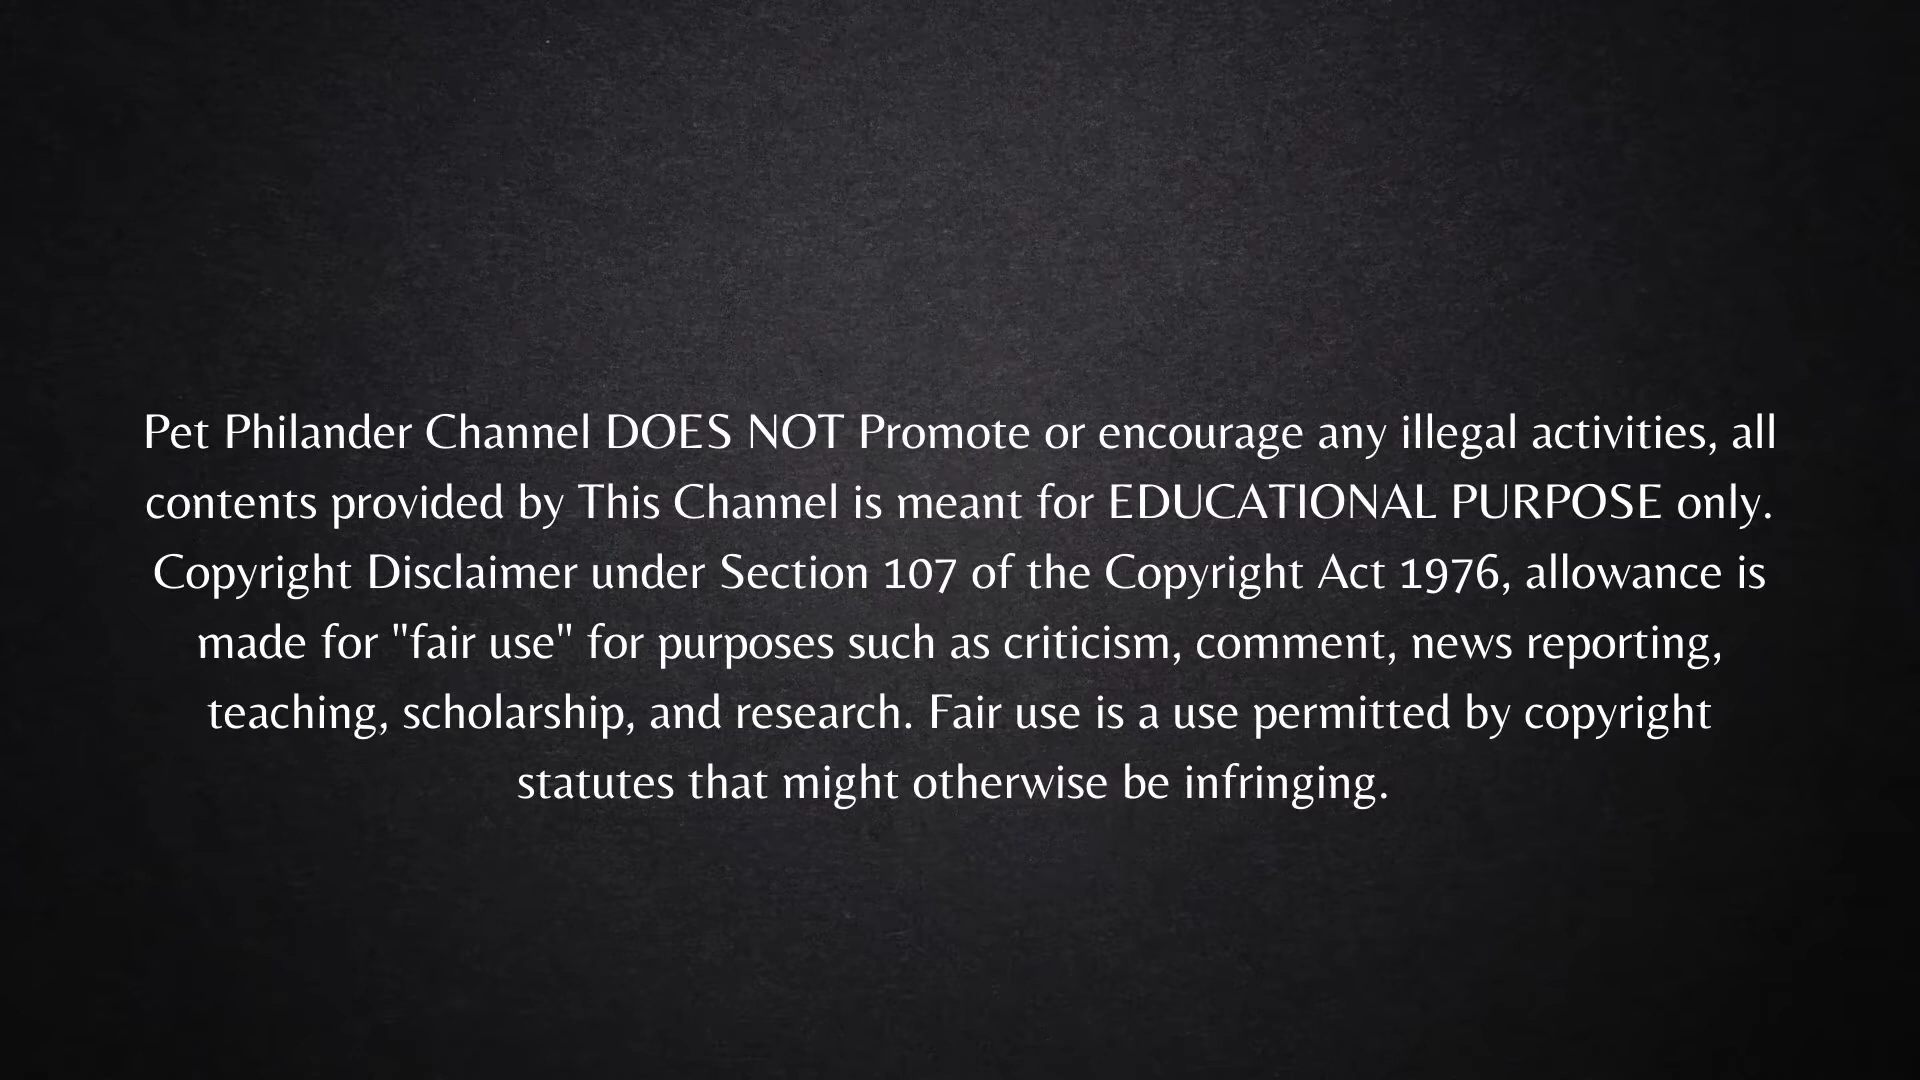 Pet Philander Channel DOES NOT Promote or encourage any illegal activities, all
contents provided by This Channel is meant for EDUCATIONAL PURPOSE only.
Copyright Disclaimer under Section 107 of the Copyright Act 1976, allowance is
made for "fair use" for purposes such as criticism, comment, news reporting,
teaching, scholarship, and research. Fair use is a use permitted by copyright
statutes that might otherwise be infringing.